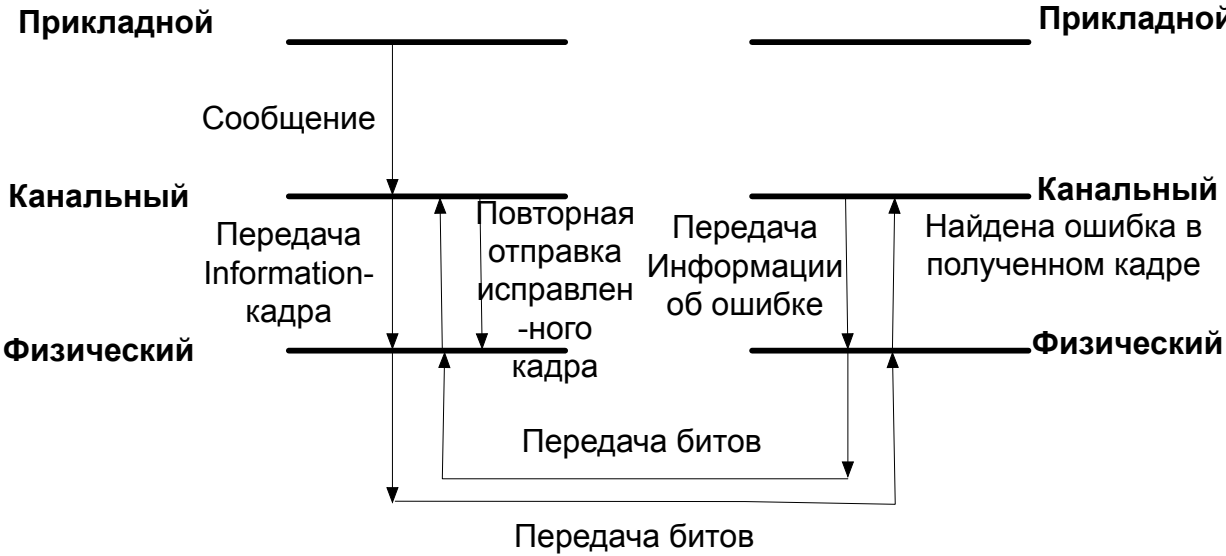 Прикладной
Прикладной
Сообщение
Канальный
Канальный
Передача
Information-
кадра
Повторная
отправка
исправлен
-ного
кадра
Передача
Информации
об ошибке
Найдена ошибка в
полученном кадре
Физический
Физический
Передача битов
Передача битов